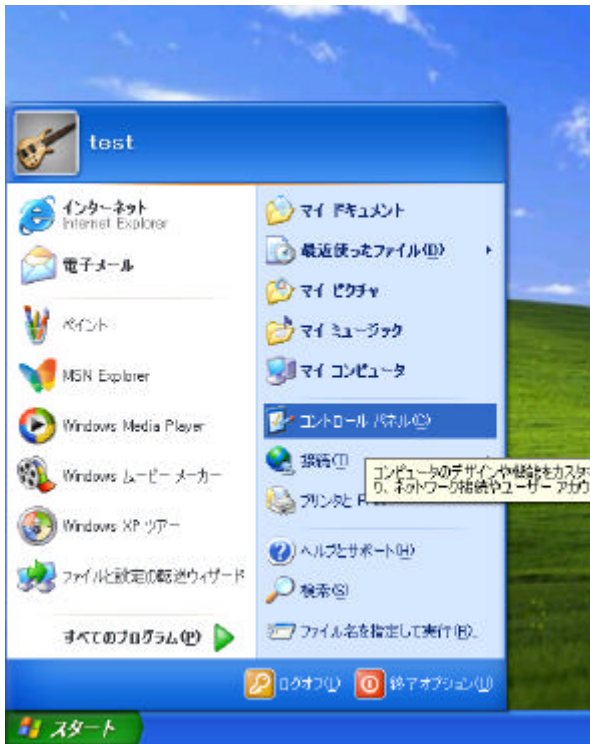 test
インターネット
Internet Explorer
電子メール
ペイント
MSN Explorer
Windows Media Player
Windows ムービー メーカー
Windows XP ツアー
ファイルと設定の転送ウィザード
すべてのプログラム(P)
マイ ドキュメント
最近使ったファイル(D)
マイ ピクチャ
マイ ミュージック
マイ コンピュータ
コントロール パネル(C)
接続(T)
コンピュータのデザインや機能をカスタマ
り、ネットワーク接続やユーザー アカウ
プリンタと
ヘルプとサポート(H)
検索(S)
ファイル名を指定して実行(R)...
ログオフ(L)
終了オプション(U)
スタート